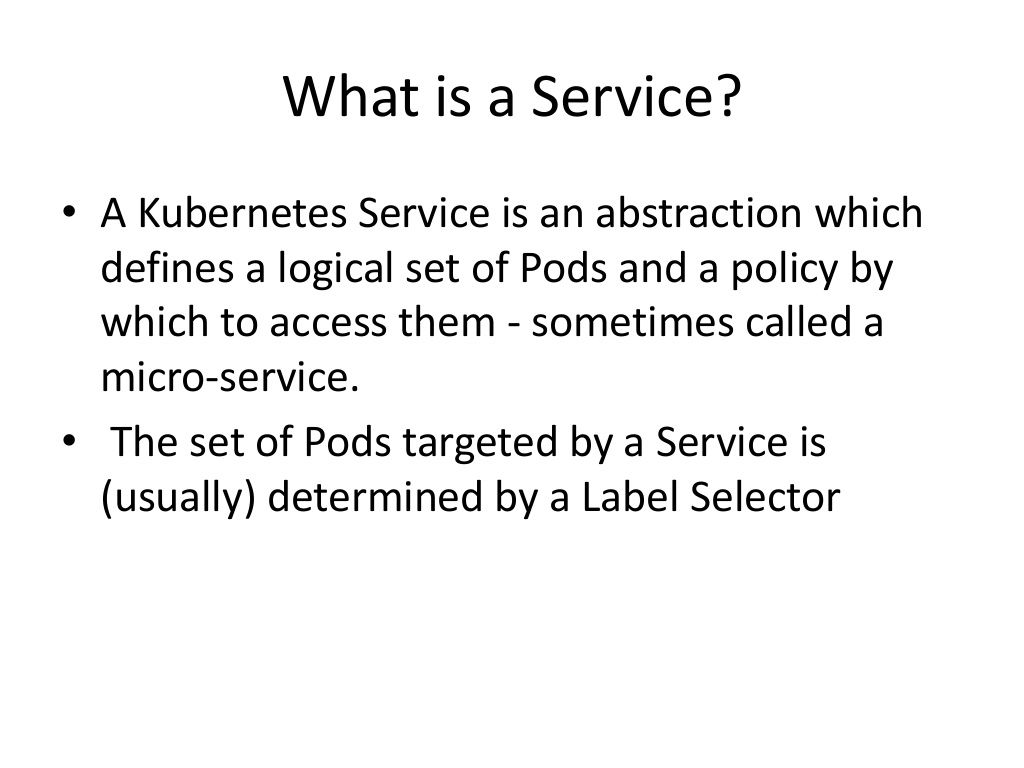 What is a Service?
• A Kubernetes Service is an abstraction which
defines a logical set of Pods and a policy by
which to access them - sometimes called a
micro-service.
• The set of Pods targeted by a Service is
(usually) determined by a Label Selector